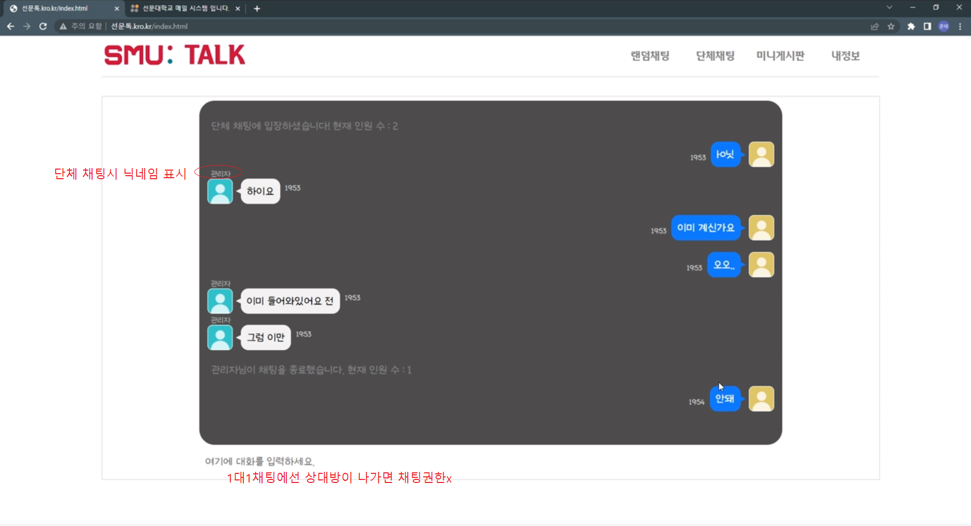 선문톡.kro.kr/index.html
선문대학교 메일 시스템 입니다.
주의 요함 | 선문톡.kro.kr/index.html
SMU: TALK
랜덤채팅 단체채팅 미니게시판 내정보
단체 채팅에 입장하셨습니다! 현재 인원 수 : 2
1953 ㅏㅇ닛
단체 채팅시 닉네임 표시
관리자
하이요 1953
1953 이미 계신가요
1953 오오..
관리자
이미 들어와있어요 전 1953
관리자
그럼 이만 1953
관리자님이 채팅을 종료했습니다. 현재 인원 수 : 1
1954 안돼
여기에 대화를 입력하세요.
1대1채팅에선 상대방이 나가면 채팅권한x